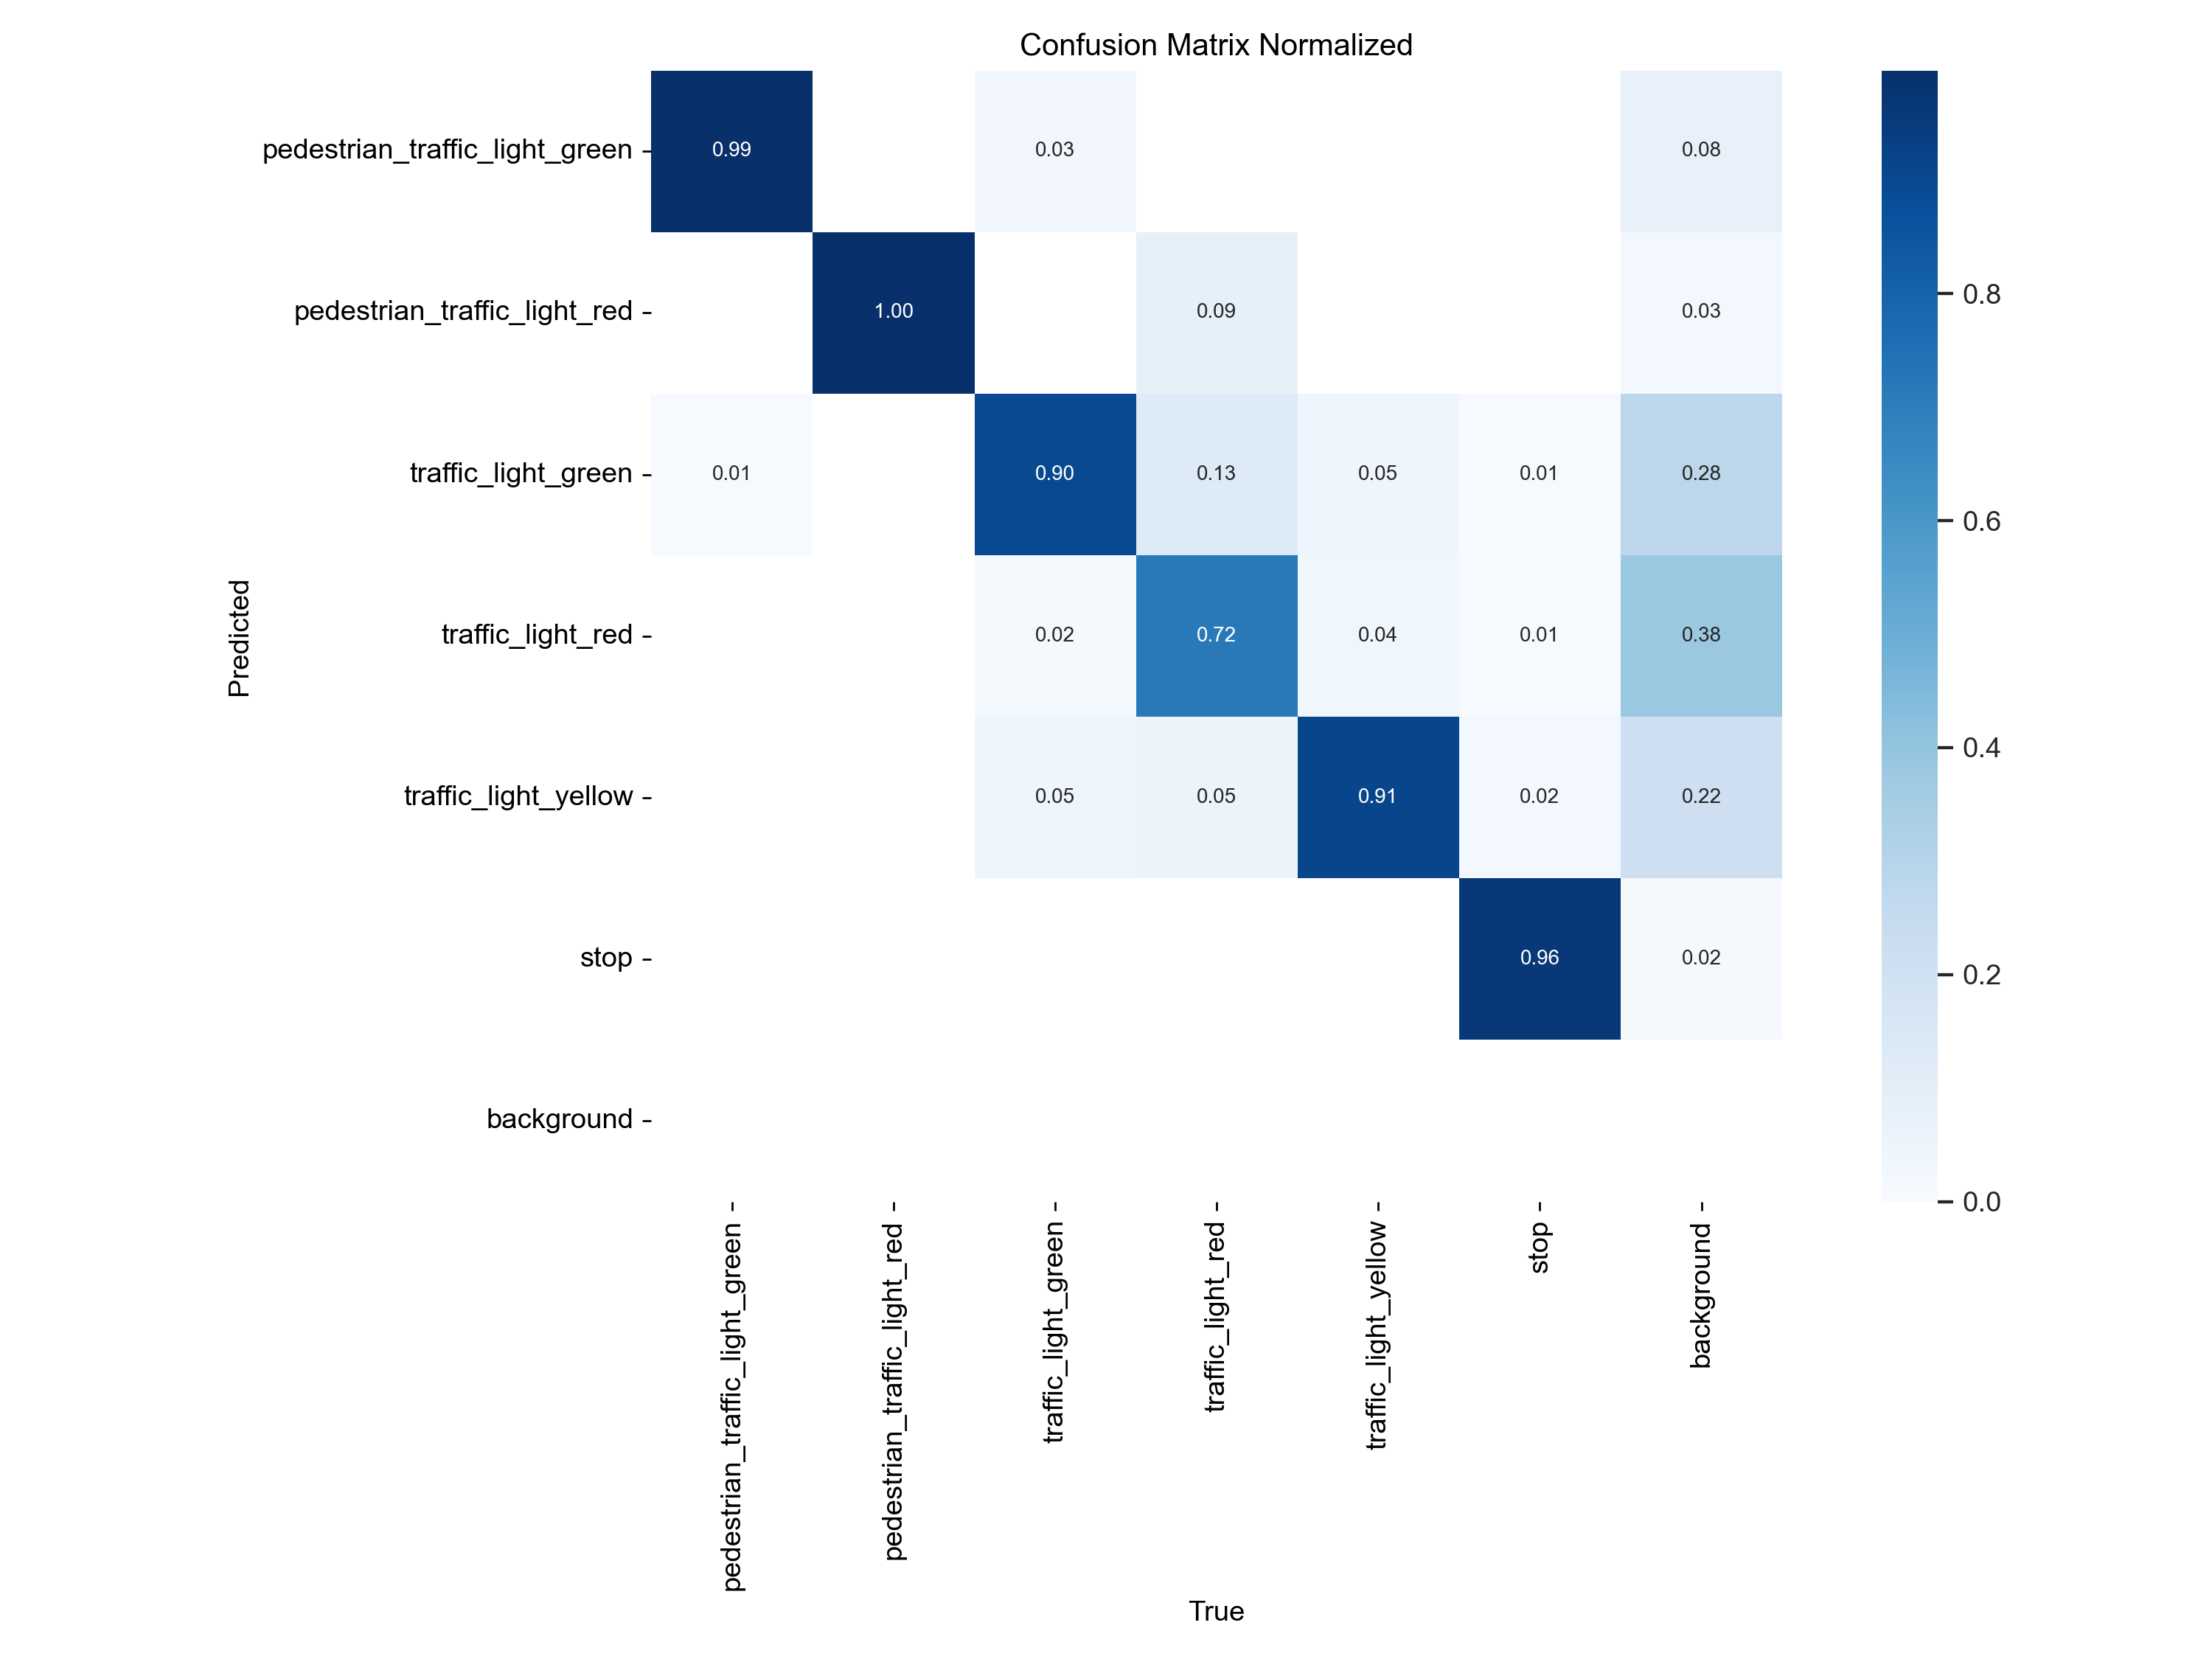 Confusion Matrix Normalized
pedestrian_traffic_light_green 0.99 0.03 0.08
pedestrian_traffic_light_red 1.00 0.09 0.03
traffic_light_green 0.01 0.90 0.13 0.05 0.01 0.28
traffic_light_red 0.02 0.72 0.04 0.01 0.38
traffic_light_yellow 0.05 0.05 0.91 0.02 0.22
stop 0.96 0.02
background
Predicted
pedestrian_traffic_light_green
pedestrian_traffic_light_red
traffic_light_green
traffic_light_red
traffic_light_yellow
stop
background
True
0.8
0.6
0.4
0.2
0.0